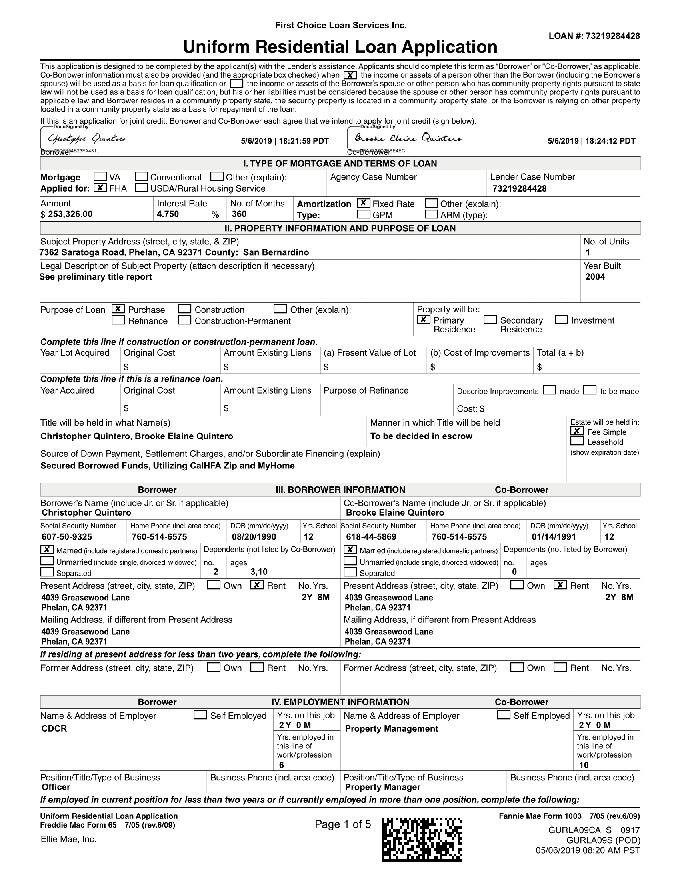 First Choice Loan Services Inc.
LOAN #: 73219284428
Uniform Residential Loan Application
This application is designed to be completed by the applicant(s) with the Lender's assistance. Applicants should complete this form as "Borrower" or "Co-Borrower," as applicable.
Co-Borrower information must also be provided (and the appropriate box checked) when X the income or assets of a person other than the Borrower (including the Borrower's
spouse) will be used as a basis for loan qualification or the income or assets of the Borrower's spouse or other person who has community property rights pursuant to state
law will not be used as a basis for loan qualification, but his or her liabilities must be considered because the spouse or other person has community property rights pursuant to
applicable law and Borrower resides in a community property state, the security property is located in a community property state, or the Borrower is relying on other property
located in a community property state as a basis for repayment of the loan.
If this is an application for joint credit, Borrower and Co-Borrower each agree that we intend to apply for joint credit (sign below).
DocuSigned by DocuSigned by
5/6/2019 | 18:21:59 PDT Brooke Elaine Quintero 5/6/2019 | 18:24:12 PDT
Borrower Co-Borrower
I. TYPE OF MORTGAGE AND TERMS OF LOAN
Mortgage VA Conventional Other (explain): Agency Case Number Lender Case Number
Applied for: X FHA USDA/Rural Housing Service 73219284428
Amount Interest Rate No. of Months Amortization X Fixed Rate Other (explain):
$ 253,326.00 4.750 % 360 Type: GPM ARM (type):
II. PROPERTY INFORMATION AND PURPOSE OF LOAN
Subject Property Address (street, city, state, & ZIP) No. of Units
7362 Saratoga Road, Phelan, CA 92371 County: San Bernardino 1
Legal Description of Subject Property (attach description if necessary) Year Built
See preliminary title report 2004
Purpose of Loan X Purchase Construction Other (explain): Property will be:
Refinance Construction-Permanent X Primary Residence Secondary Residence Investment
Complete this line if construction or construction-permanent loan.
Year Lot Acquired Original Cost Amount Existing Liens (a) Present Value of Lot (b) Cost of Improvements Total (a + b)
$ $ $ $ $
Complete this line if this is a refinance loan.
Year Acquired Original Cost Amount Existing Liens Purpose of Refinance Describe Improvements made to be made
$ $ Cost: $
Title will be held in what Name(s) Manner in which Title will be held Estate will be held in:
Christopher Quintero, Brooke Elaine Quintero To be decided in escrow X Fee Simple
Leasehold
Source of Down Payment, Settlement Charges, and/or Subordinate Financing (explain) (show expiration date)
Secured Borrowed Funds, Utilizing CalHFA Zip and MyHome
Borrower III. BORROWER INFORMATION Co-Borrower
Borrower's Name (include Jr. or Sr. if applicable) Co-Borrower's Name (include Jr. or Sr. if applicable)
Christopher Quintero Brooke Elaine Quintero
Social Security Number Home Phone (incl. area code) DOB (mm/dd/yyyy) Yrs. School Social Security Number Home Phone (incl. area code) DOB (mm/dd/yyyy) Yrs. School
607-50-9325 760-514-6575 08/20/1990 12 618-44-5869 760-514-6575 01/14/1991 12
X Married (include registered domestic partners) Dependents (not listed by Co-Borrower) X Married (include registered domestic partners) Dependents (not listed by Borrower)
Unmarried (include single, divorced, widowed) no. ages Unmarried (include single, divorced, widowed) no. ages
Separated 2 3,10 Separated 0
Present Address (street, city, state, ZIP) Own X Rent No. Yrs. Present Address (street, city, state, ZIP) Own X Rent No. Yrs.
4039 Greasewood Lane 2Y 8M 4039 Greasewood Lane 2Y 8M
Phelan, CA 92371 Phelan, CA 92371
Mailing Address, if different from Present Address Mailing Address, if different from Present Address
4039 Greasewood Lane 4039 Greasewood Lane
Phelan, CA 92371 Phelan, CA 92371
If residing at present address for less than two years, complete the following:
Former Address (street, city, state, ZIP) Own Rent No. Yrs. Former Address (street, city, state, ZIP) Own Rent No. Yrs.
Borrower IV. EMPLOYMENT INFORMATION Co-Borrower
Name & Address of Employer Self Employed Yrs. on this job Name & Address of Employer Self Employed Yrs. on this job
CDCR 2Y 0M Property Management 0M
Yrs. employed in this line of work/profession Yrs. employed in this line of work/profession
6 10
Position/Title/Type of Business Business Phone (incl. area code) Position/Title/Type of Business Business Phone (incl. area code)
Officer Property Manager
If employed in current position for less than two years or if currently employed in more than one position, complete the following:
Uniform Residential Loan Application Fannie Mae Form 1003 7/05 (rev.6/09)
Freddie Mac Form 65 7/05 (rev.6/09) Page 1 of 5
Ellie Mae, Inc. GURLA09CA_S 0917
GURLA09S (POD)
05/06/2019 08:20 AM PST